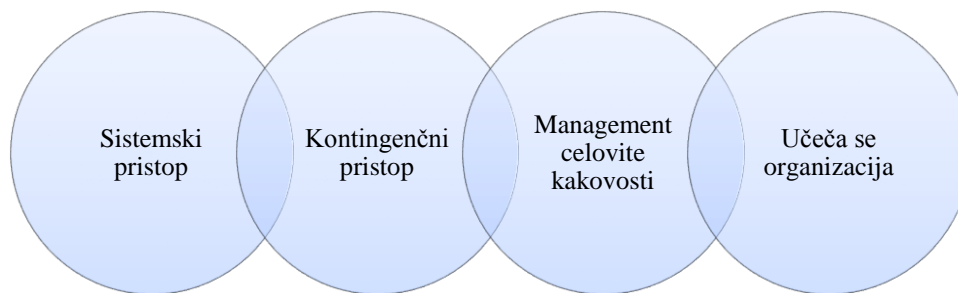 Sistemski
pristop
Kontingenčni
pristop
Management
celovite
kakovosti
Učeča se
organizacija